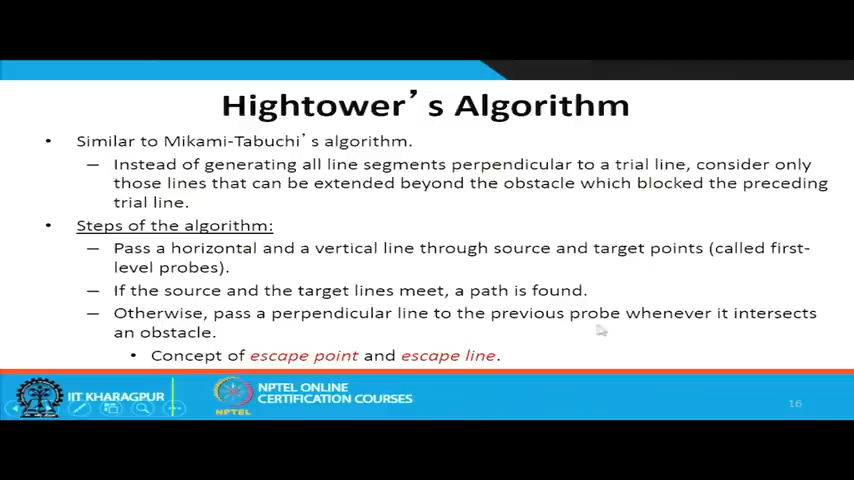 Hightower's Algorithm
• Similar to Mikami-Tabuchi's algorithm.
– Instead of generating all line segments perpendicular to a trial line, consider only
those lines that can be extended beyond the obstacle which blocked the preceding
trial line.
• Steps of the algorithm:
– Pass a horizontal and a vertical line through source and target points (called first-
level probes).
– If the source and the target lines meet, a path is found.
– Otherwise, pass a perpendicular line to the previous probe whenever it intersects
an obstacle.
• Concept of escape point and escape line.
IIT KHARAGPUR
NPTEL
NPTEL ONLINE
CERTIFICATION COURSES
16